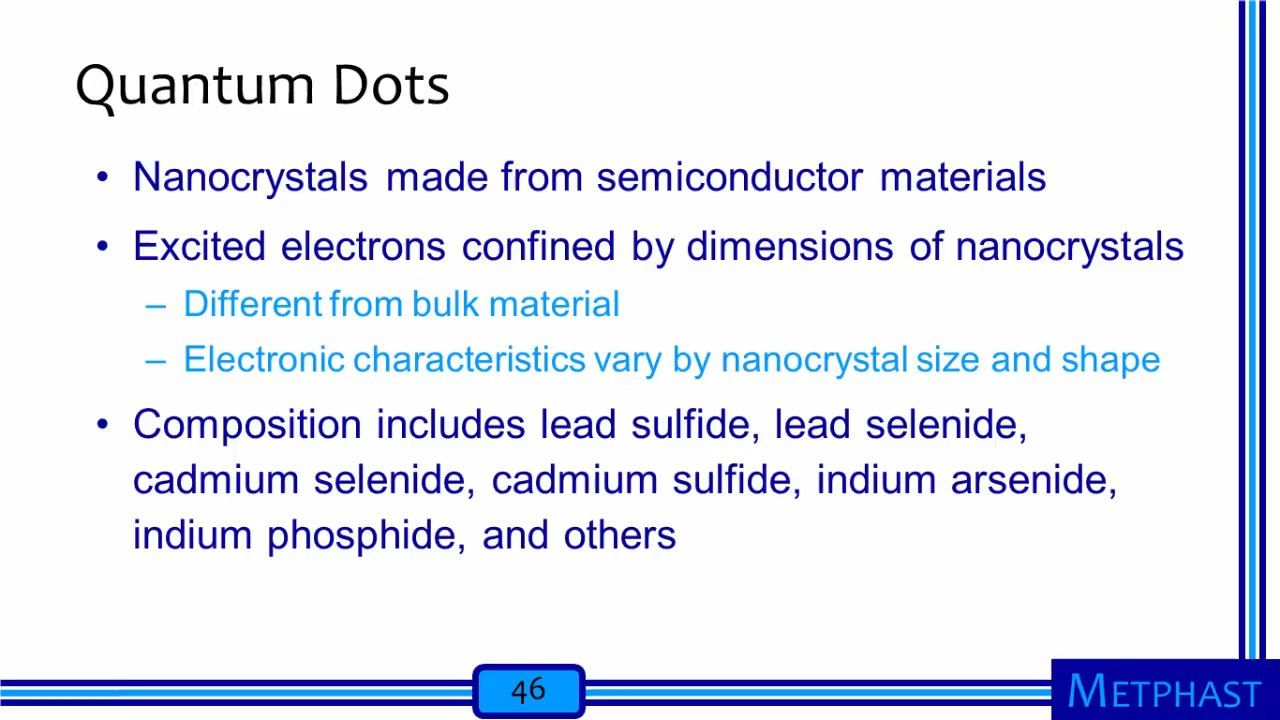 Quantum Dots
• Nanocrystals made from semiconductor materials
• Excited electrons confined by dimensions of nanocrystals
– Different from bulk material
– Electronic characteristics vary by nanocrystal size and shape
• Composition includes lead sulfide, lead selenide,
cadmium selenide, cadmium sulfide, indium arsenide,
indium phosphide, and others
46
METPHAST